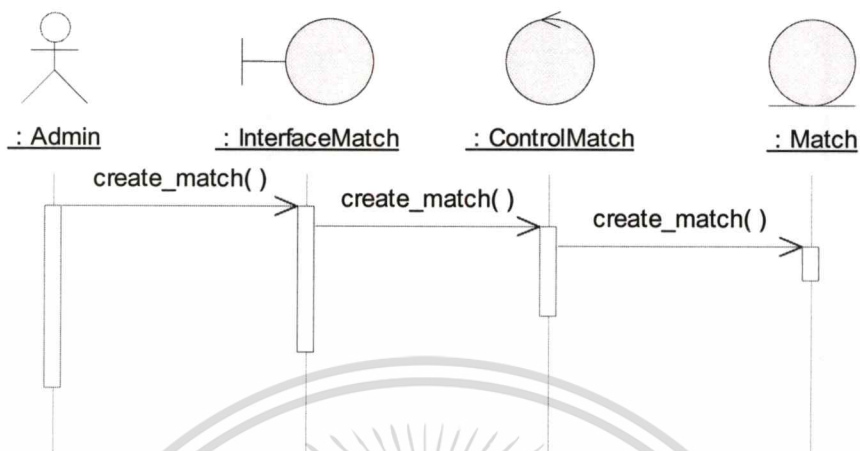 : Admin
: InterfaceMatch
: ControlMatch
: Match
create_match( )
create_match( )
create_match( )